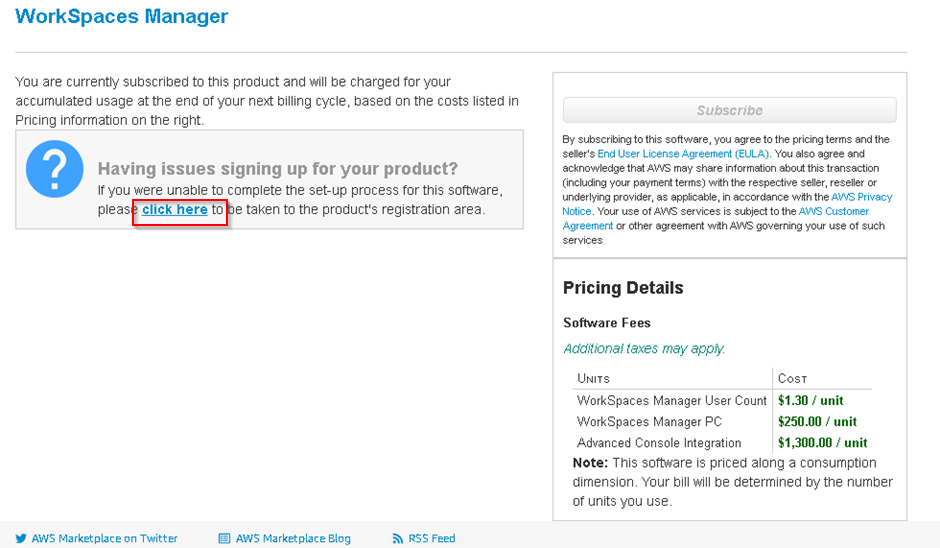 WorkSpaces Manager
You are currently subscribed to this product and will be charged for your
accumulated usage at the end of your next billing cycle, based on the costs listed in
Pricing information on the right.
?
Having issues signing up for your product?
If you were unable to complete the set-up process for this software,
please click here to be taken to the product's registration area.
Subscribe
By subscribing to this software, you agree to the pricing terms and the
seller's End User License Agreement (EULA). You also agree and
acknowledge that AWS may share information about this transaction
(including your payment terms) with the respective seller, reseller or
underlying provider, as applicable, in accordance with the AWS Privacy
Notice. Your use of AWS services is subject to the AWS Customer
Agreement or other agreement with AWS governing your use of such
services
Pricing Details
Software Fees
Additional taxes may apply.
Units Cost
WorkSpaces Manager User Count $1.30 / unit
WorkSpaces Manager PC $250.00 / unit
Advanced Console Integration $1,300.00 / unit
Note: This software is priced along a consumption
dimension. Your bill will be determined by the number
of units you use.
AWS Marketplace on Twitter AWS Marketplace Blog RSS Feed